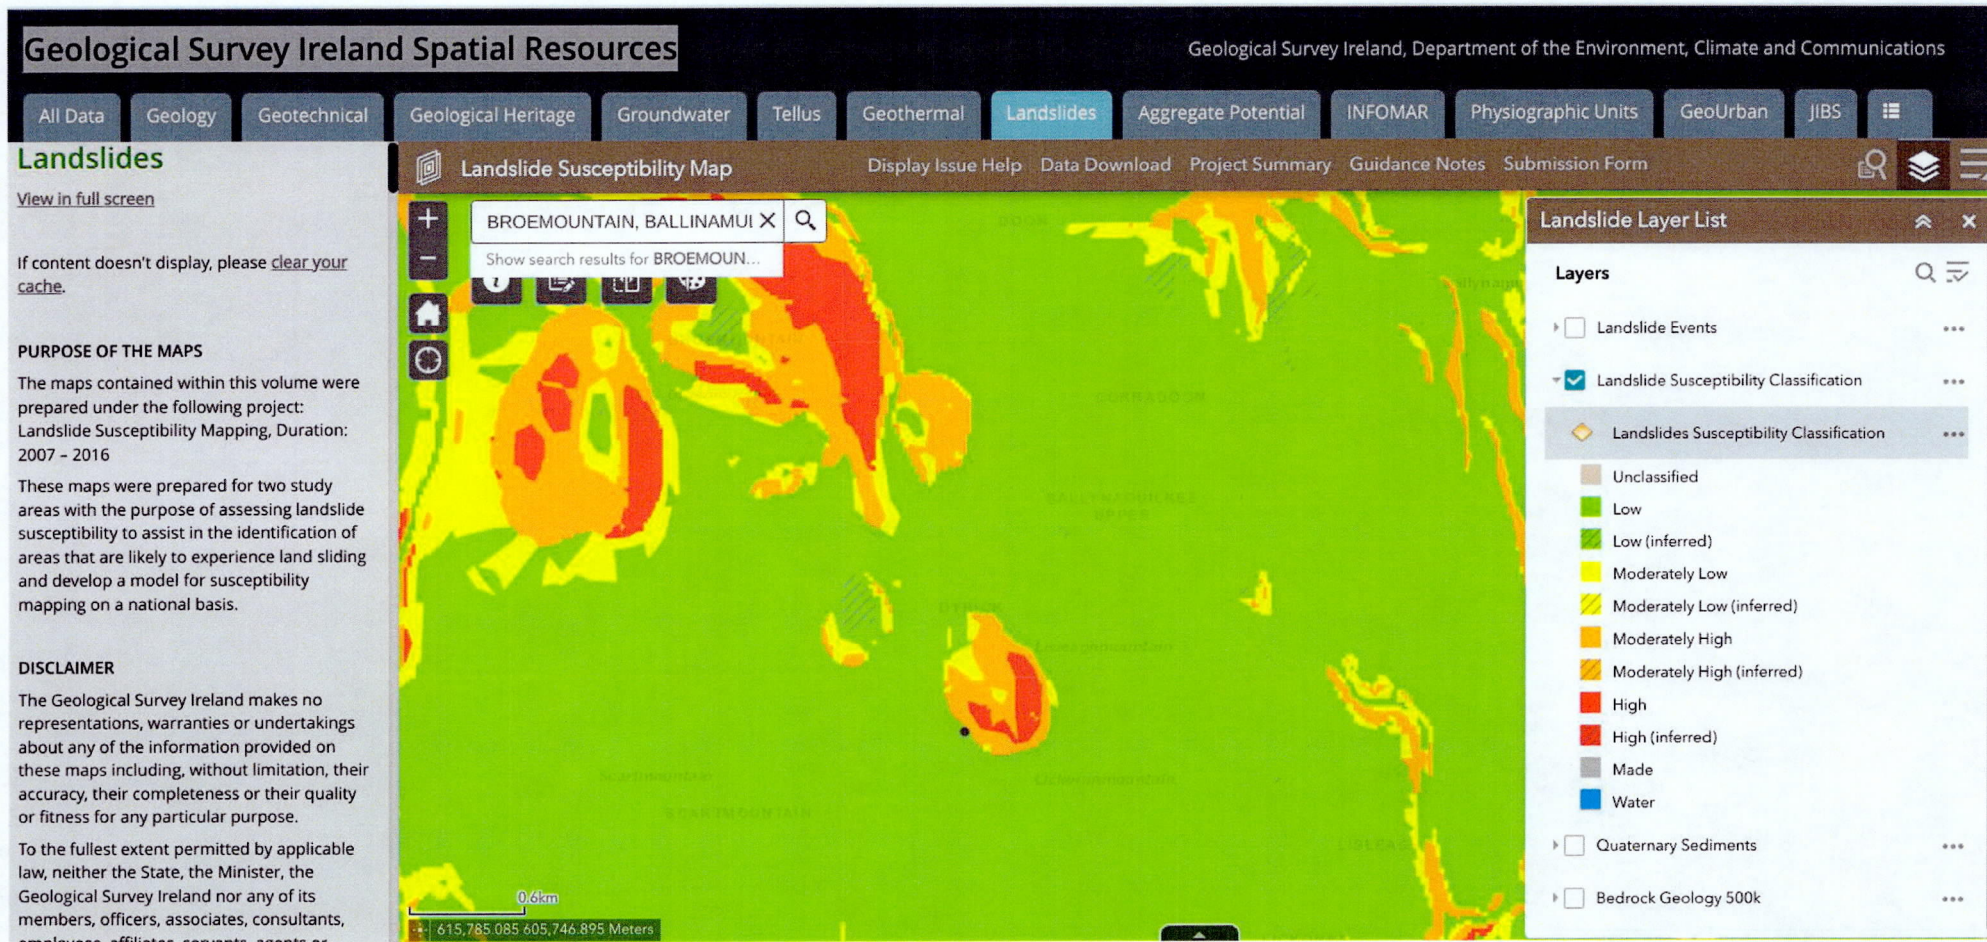 Geological Survey Ireland Spatial Resources
Geological Survey Ireland, Department of the Environment, Climate and Communications
All Data
Geology
Geotechnical
Geological Heritage
Groundwater
Tellus
Geothermal
Landslides
Aggregate Potential
INFOMAR
Physiographic Units
GeoUrban
JIBS
Landslides
View in full screen
If content doesn't display, please clear your
cache.
PURPOSE OF THE MAPS
The maps contained within this volume were
prepared under the following project:
Landslide Susceptibility Mapping, Duration:
2007 – 2016
These maps were prepared for two study
areas with the purpose of assessing landslide
susceptibility to assist in the identification of
areas that are likely to experience land sliding
and develop a model for susceptibility
mapping on a national basis.
DISCLAIMER
The Geological Survey Ireland makes no
representations, warranties or undertakings
about any of the information provided on
these maps including, without limitation, their
accuracy, their completeness or their quality
or fitness for any particular purpose.
To the fullest extent permitted by applicable
law, neither the State, the Minister, the
Geological Survey Ireland nor any of its
members, officers, associates, consultants,
Landslide Susceptibility Map
Display Issue Help
Data Download
Project Summary
Guidance Notes
Submission Form
BROEMOUNTAIN, BALLINAMUI
Show search results for BROEMOUN...
DOON
CORRADOON
BALLYNAGUILKEE
UPPER
DYRICK
Lisleaghmountain
Scartmountain
SCARTMOUNTAIN
Lickoranmountain
LISLEAG
0.6km
615,785.085 605,746.895 Meters
Landslide Layer List
Layers
Landslide Events
Landslide Susceptibility Classification
Landslides Susceptibility Classification
Unclassified
Low
Low (inferred)
Moderately Low
Moderately Low (inferred)
Moderately High
Moderately High (inferred)
High
High (inferred)
Made
Water
Quaternary Sediments
Bedrock Geology 500k